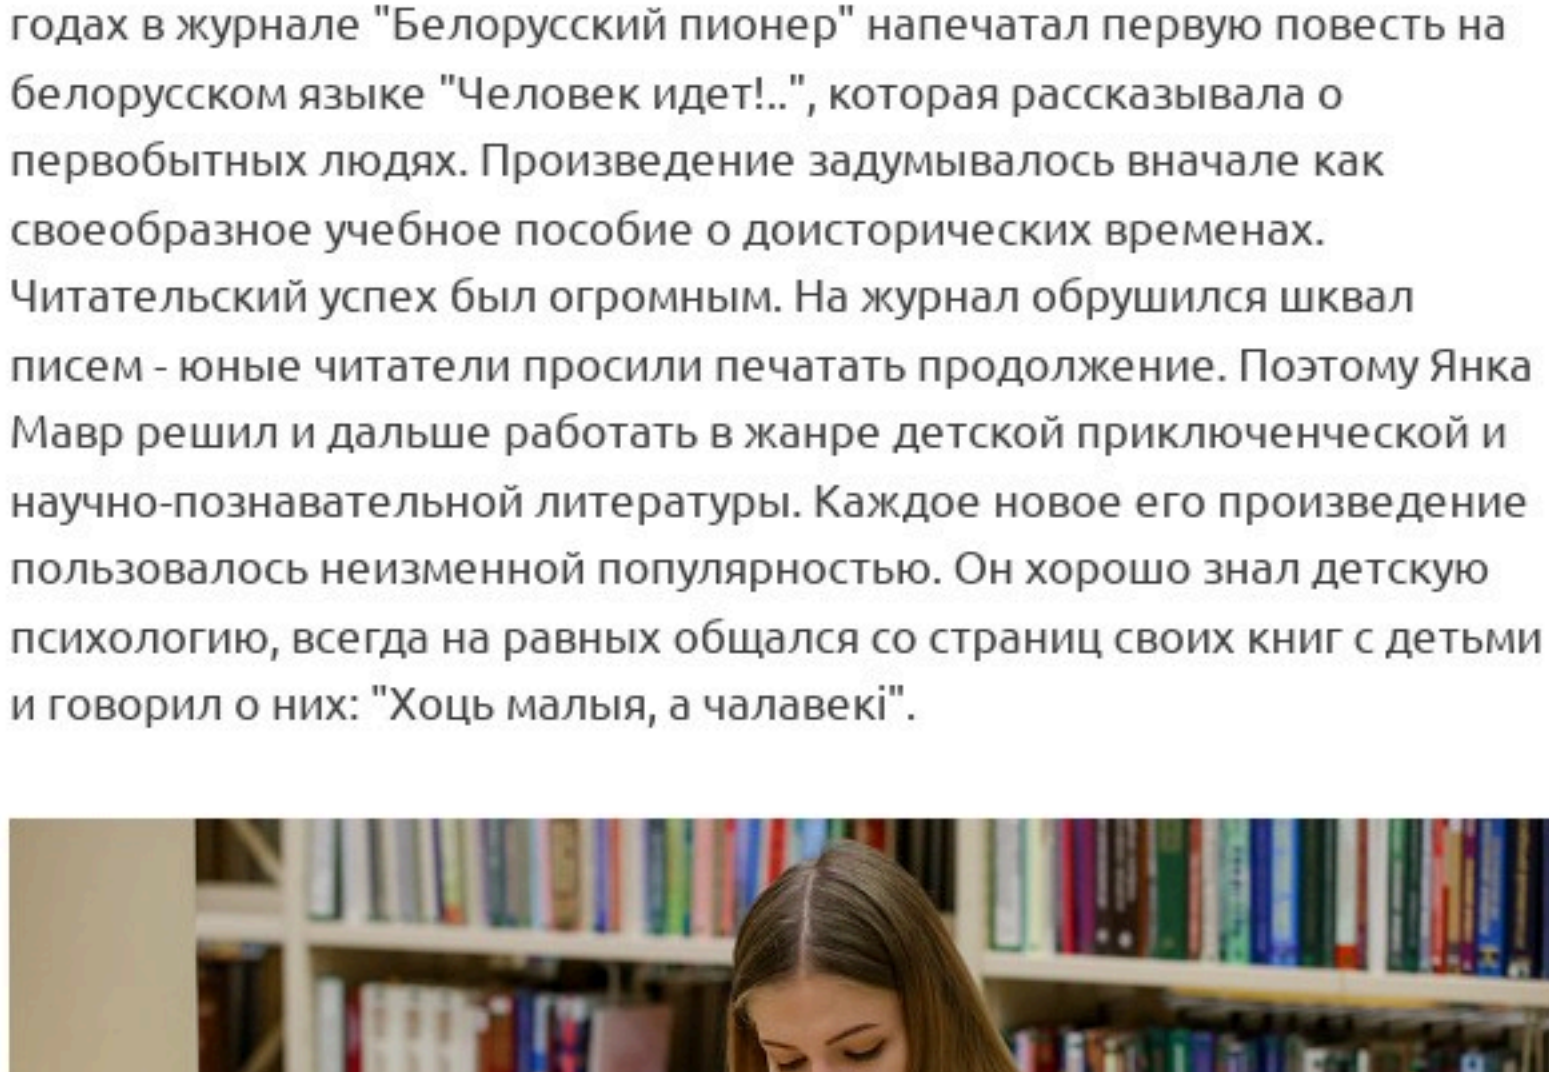 годах в журнале "Белорусский пионер" напечатал первую повесть на
белорусском языке "Человек идет!..", которая рассказывала о
первобытных людях. Произведение задумывалось вначале как
своеобразное учебное пособие о доисторических временах.
Читательский успех был огромным. На журнал обрушился шквал
писем - юные читатели просили печатать продолжение. Поэтому Янка
Мавр решил и дальше работать в жанре детской приключенческой и
научно-познавательной литературы. Каждое новое его произведение
пользовалось неизменной популярностью. Он хорошо знал детскую
психологию, всегда на равных общался со страниц своих книг с детьми
и говорил о них: "Хоць малыя, а чалавекі".